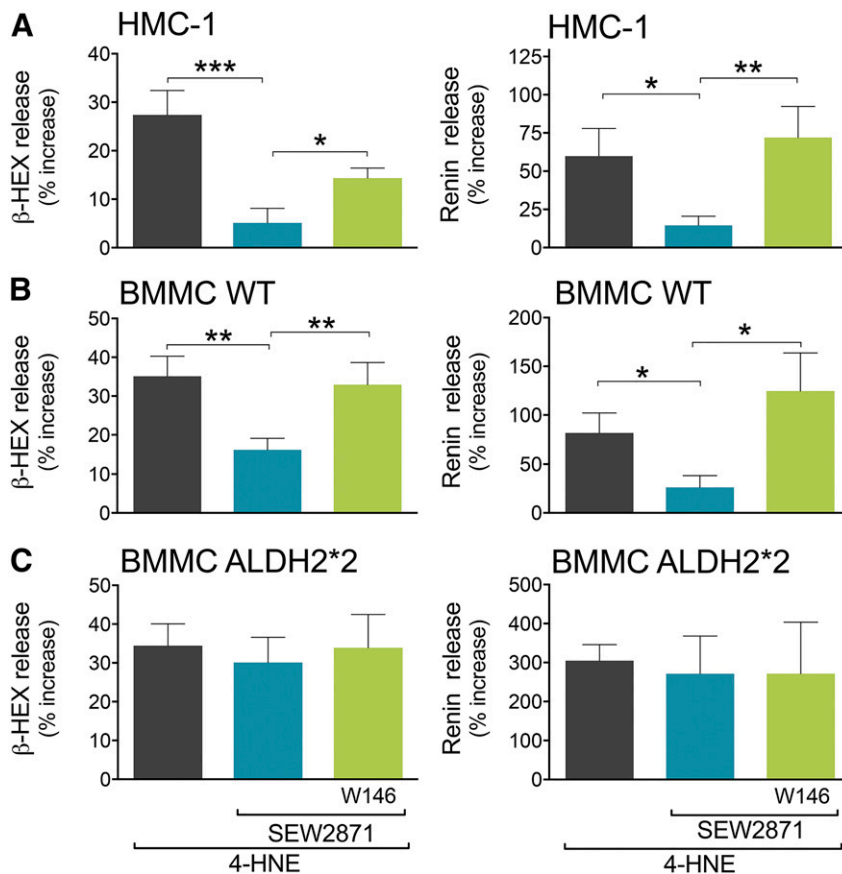 A
HMC-1
β-HEX release
(% increase)
40
30
20
10
0
***
*
HMC-1
Renin release
(% increase)
125
100
75
50
25
0
*
**
B
BMMC WT
β-HEX release
(% increase)
50
40
30
20
10
0
**
**
BMMC WT
Renin release
(% increase)
200
150
100
50
0
*
*
C
BMMC ALDH2*2
β-HEX release
(% increase)
50
40
30
20
10
0
W146
SEW2871
4-HNE
BMMC ALDH2*2
Renin release
(% increase)
500
400
300
200
100
0
W146
SEW2871
4-HNE